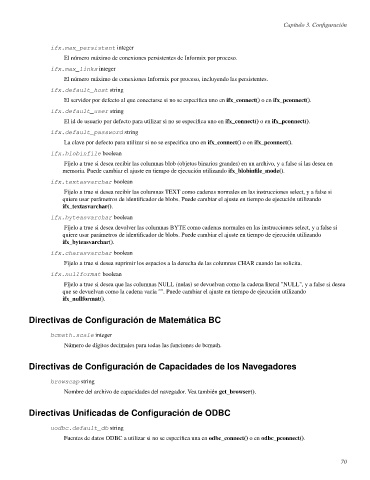 Capítulo 3. Configuración
ifx.max_persistent integer
El número máximo de conexiones persistentes de Informix por proceso.
ifx.max_links integer
El número máximo de conexiones Informix por proceso, incluyendo las persistentes.
ifx.default_host string
El servidor por defecto al que conectarse si no se especifica uno en ifx_connect() o en ifx_pconnect().
ifx.default_user string
El id de usuario por defecto para utilizar si no se especifica uno en ifx_connect() o en ifx_pconnect().
ifx.default_password string
La clave por defecto para utilizar si no se especifica uno en ifx_connect() o en ifx_pconnect().
ifx.blobinfile boolean
Fíjelo a true si desea recibir las columnas blob (objetos binarios grandes) en un archivo, y a false si las desea en
memoria. Puede cambiar el ajuste en tiempo de ejecución utilizando ifx_blobinfile_mode().
ifx.textasvarchar boolean
Fíjelo a true si desea recibir las columnas TEXT como cadenas normales en las instrucciones select, y a false si
quiere usar parámetros de identificador de blobs. Puede cambiar el ajuste en tiempo de ejecución utilizando
ifx_textasvarchar().
ifx.byteasvarchar boolean
Fíjelo a true si desea devolver las columnas BYTE como cadenas normales en las instrucciones select, y a false si
quiere usar parámetros de identificador de blobs. Puede cambiar el ajuste en tiempo de ejecución utilizando
ifx_byteasvarchar().
ifx.charasvarchar boolean
Fíjelo a true si desea suprimir los espacios a la derecha de las columnas CHAR cuando las solicita.
ifx.nullformat boolean
Fíjelo a true si desea que las columnas NULL (nulas) se devuelvan como la cadena literal "NULL", y a false si desea
que se devuelvan como la cadena vacía "". Puede cambiar el ajuste en tiempo de ejecución utilizando
ifx_nullformat().
Directivas de Configuración de Matemática BC
bcmath.scale integer
Número de dígitos decimales para todas las funciones de bcmath.
Directivas de Configuración de Capacidades de los Navegadores
browscap string
Nombre del archivo de capacidades del navegador. Vea también get_browser().
Directivas Unificadas de Configuración de ODBC
uodbc.default_db string
Fuentes de datos ODBC a utilizar si no se especifica una en odbc_connect() o en odbc_pconnect().
70